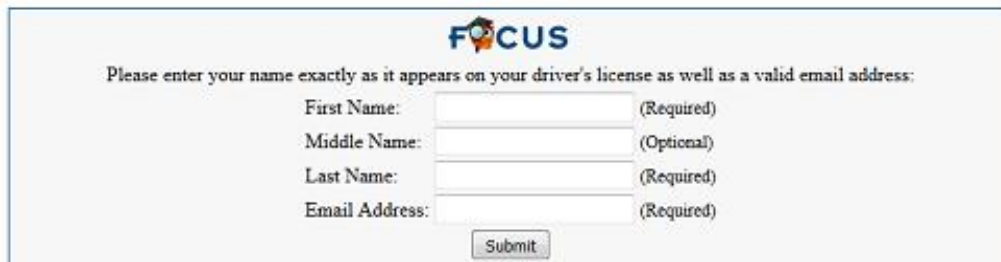 FOCUS
Please enter your name exactly as it appears on your driver's license as well as a valid email address:
First Name: (Required)
Middle Name: (Optional)
Last Name: (Required)
Email Address: (Required)
Submit